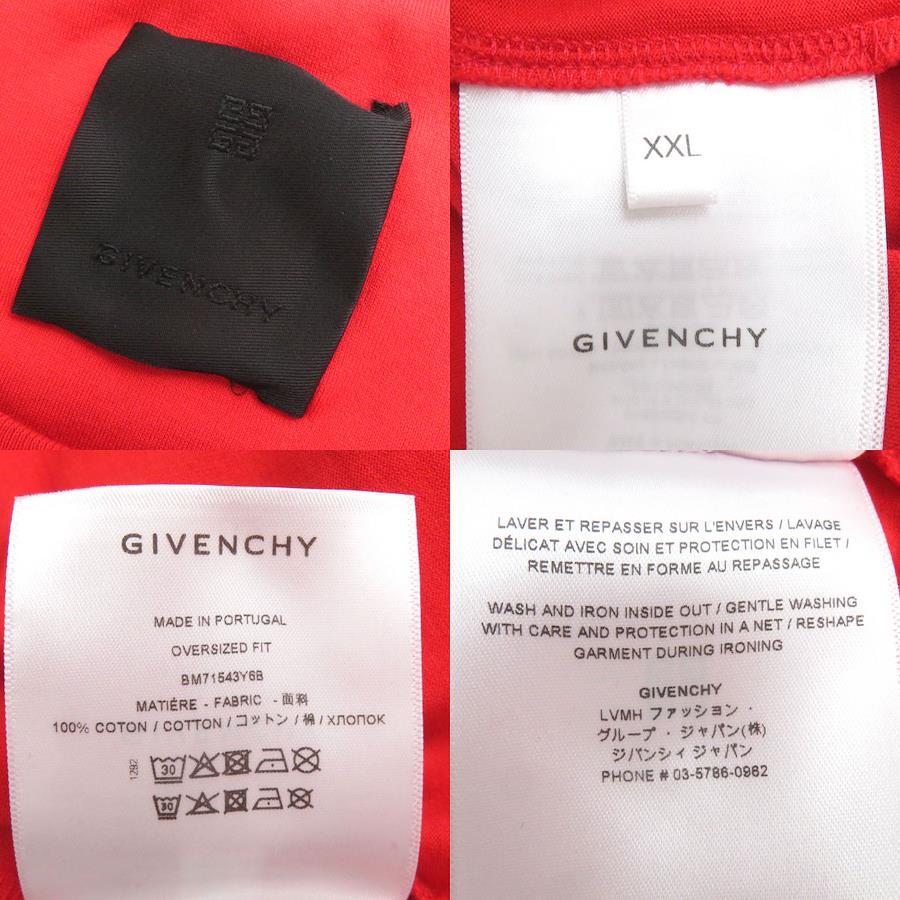 GIVENCHY
XXL
GIVENCHY
GIVENCHY
MADE IN PORTUGAL
OVERSIZED FIT
BM71543Y6B
MATIÈRE - FABRIC - 面料
100% COTON / COTTON / コットン / 棉 / ХЛОПОК
1292
30
30
LAVER ET REPASSER SUR L'ENVERS / LAVAGE
DÉLICAT AVEC SOIN ET PROTECTION EN FILET /
REMETTRE EN FORME AU REPASSAGE
WASH AND IRON INSIDE OUT / GENTLE WASHING
WITH CARE AND PROTECTION IN A NET / RESHAPE
GARMENT DURING IRONING
GIVENCHY
LVMH ファッション・
グループ・ジャパン(株)
ジバンシィ ジャパン
PHONE # 03-5786-0962